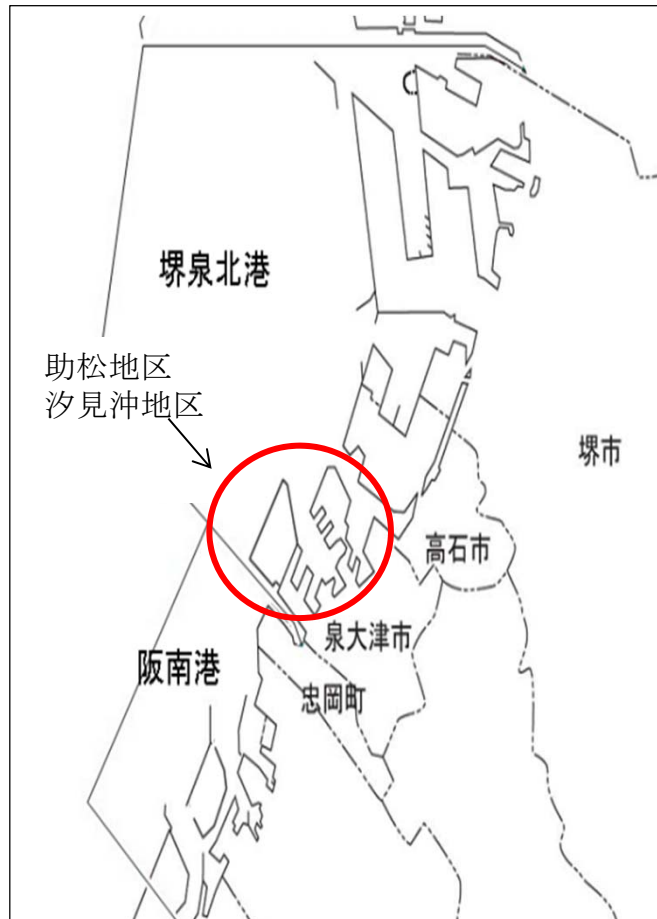 堺泉北港
助松地区
汐見沖地区
堺市
高石市
泉大津市
阪南港
忠岡町